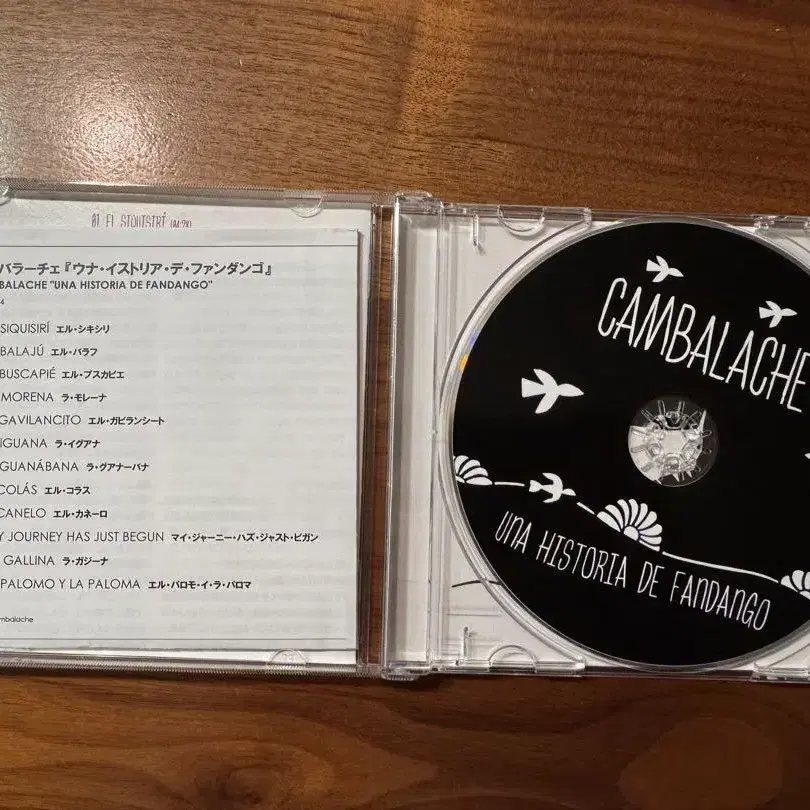 01 EL SIQUISIRÍ (04:28)
バラーチェ『ウナ・イストリア・デ・ファンダンゴ』
BALACHE "UNA HISTORIA DE FANDANGO"
4
SIQUISIRÍ エル・シキシリ
BALAJÚ エル・バラフ
BUSCAPIÉ エル・ブスカピエ
MORENA ラ・モレーナ
GAVILANCITO エル・ガビランシート
IGUANA ラ・イグアナ
GUANÁBANA ラ・グアナーバナ
COLÁS エル・コラス
CANELO エル・カネーロ
Y JOURNEY HAS JUST BEGUN マイ・ジャーニー・ハズ・ジャスト・ビガン
GALLINA ラ・ガジーナ
PALOMO Y LA PALOMA エル・パロモ・イ・ラ・パロマ
mbalache
CAMBALACHE
UNA HISTORIA DE FANDANGO